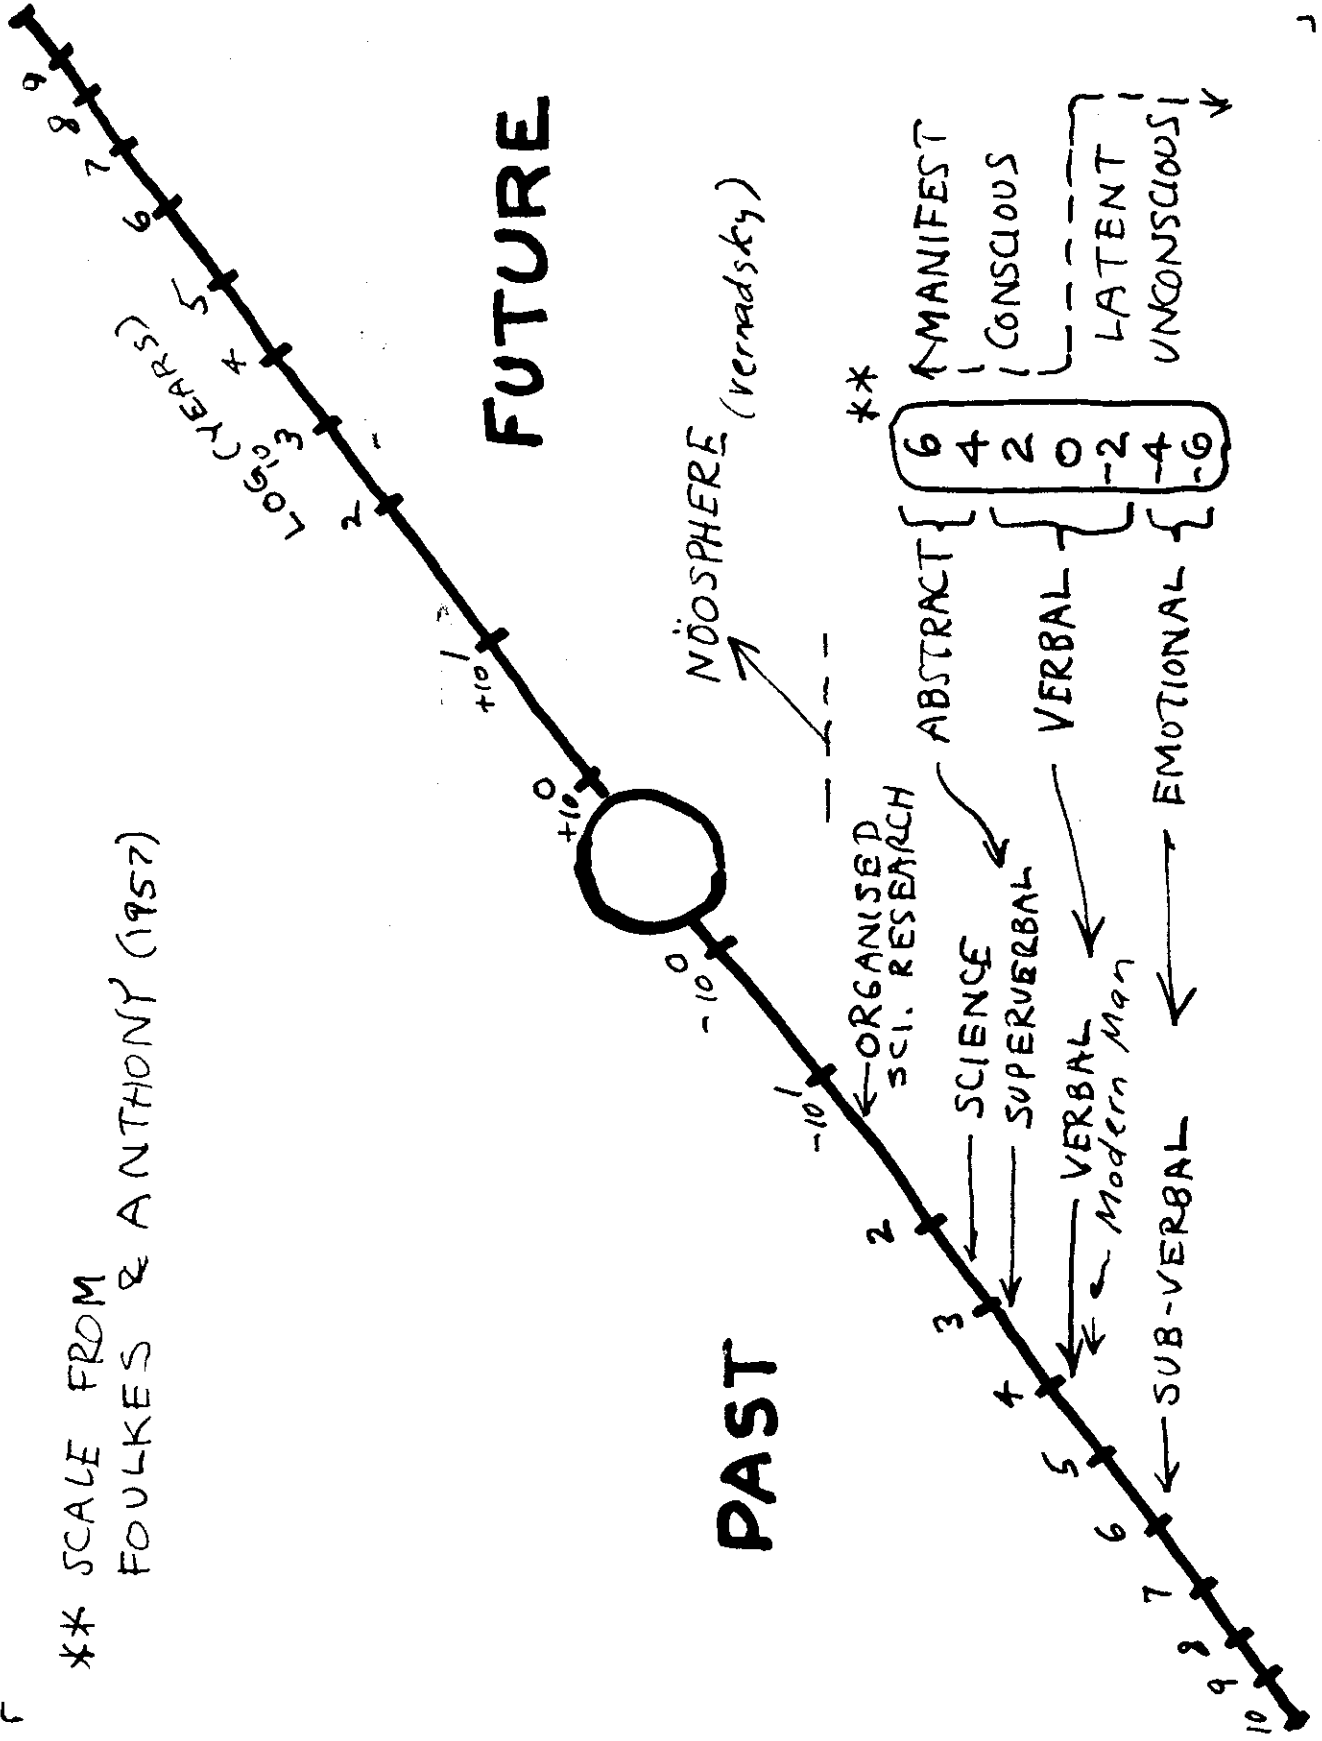 ** SCALE FROM
FOULKES & ANTHONY (1957)
LOG10 (YEARS)
9
8
7
6
5
4
3
2
+10 1
+10 0
FUTURE
-10 0
-10 1
2
3
4
5
6
7
8
9
10
PAST
NÖOSPHERE (vernadsky)
ORGANISED
SCI. RESEARCH
SCIENCE
SUPERVERBAL
VERBAL
Modern Man
SUB-VERBAL
ABSTRACT
VERBAL
EMOTIONAL
**
6
4
2
0
-2
-4
-6
MANIFEST
CONSCIOUS
LATENT
UNCONSCIOUS